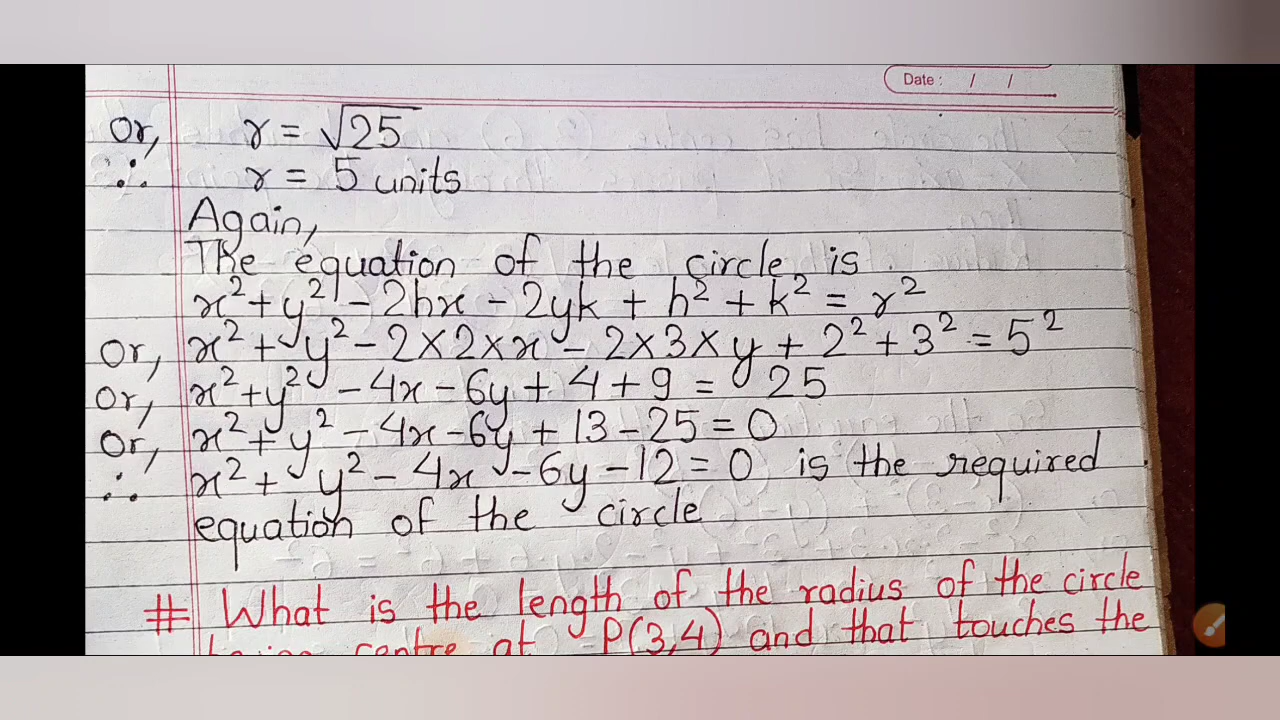 Date : / /
Or, r = √25
∴ r = 5 units
Again,
The equation of the circle is
x² + y² - 2hx - 2yk + h² + k² = r²
Or, x² + y² - 2×2×x - 2×3×y + 2² + 3² = 5²
Or, x² + y² - 4x - 6y + 4 + 9 = 25
Or, x² + y² - 4x - 6y + 13 - 25 = 0
∴ x² + y² - 4x - 6y - 12 = 0 is the required
equation of the circle
# What is the length of the radius of the circle
centre at P(3,4) and that touches the